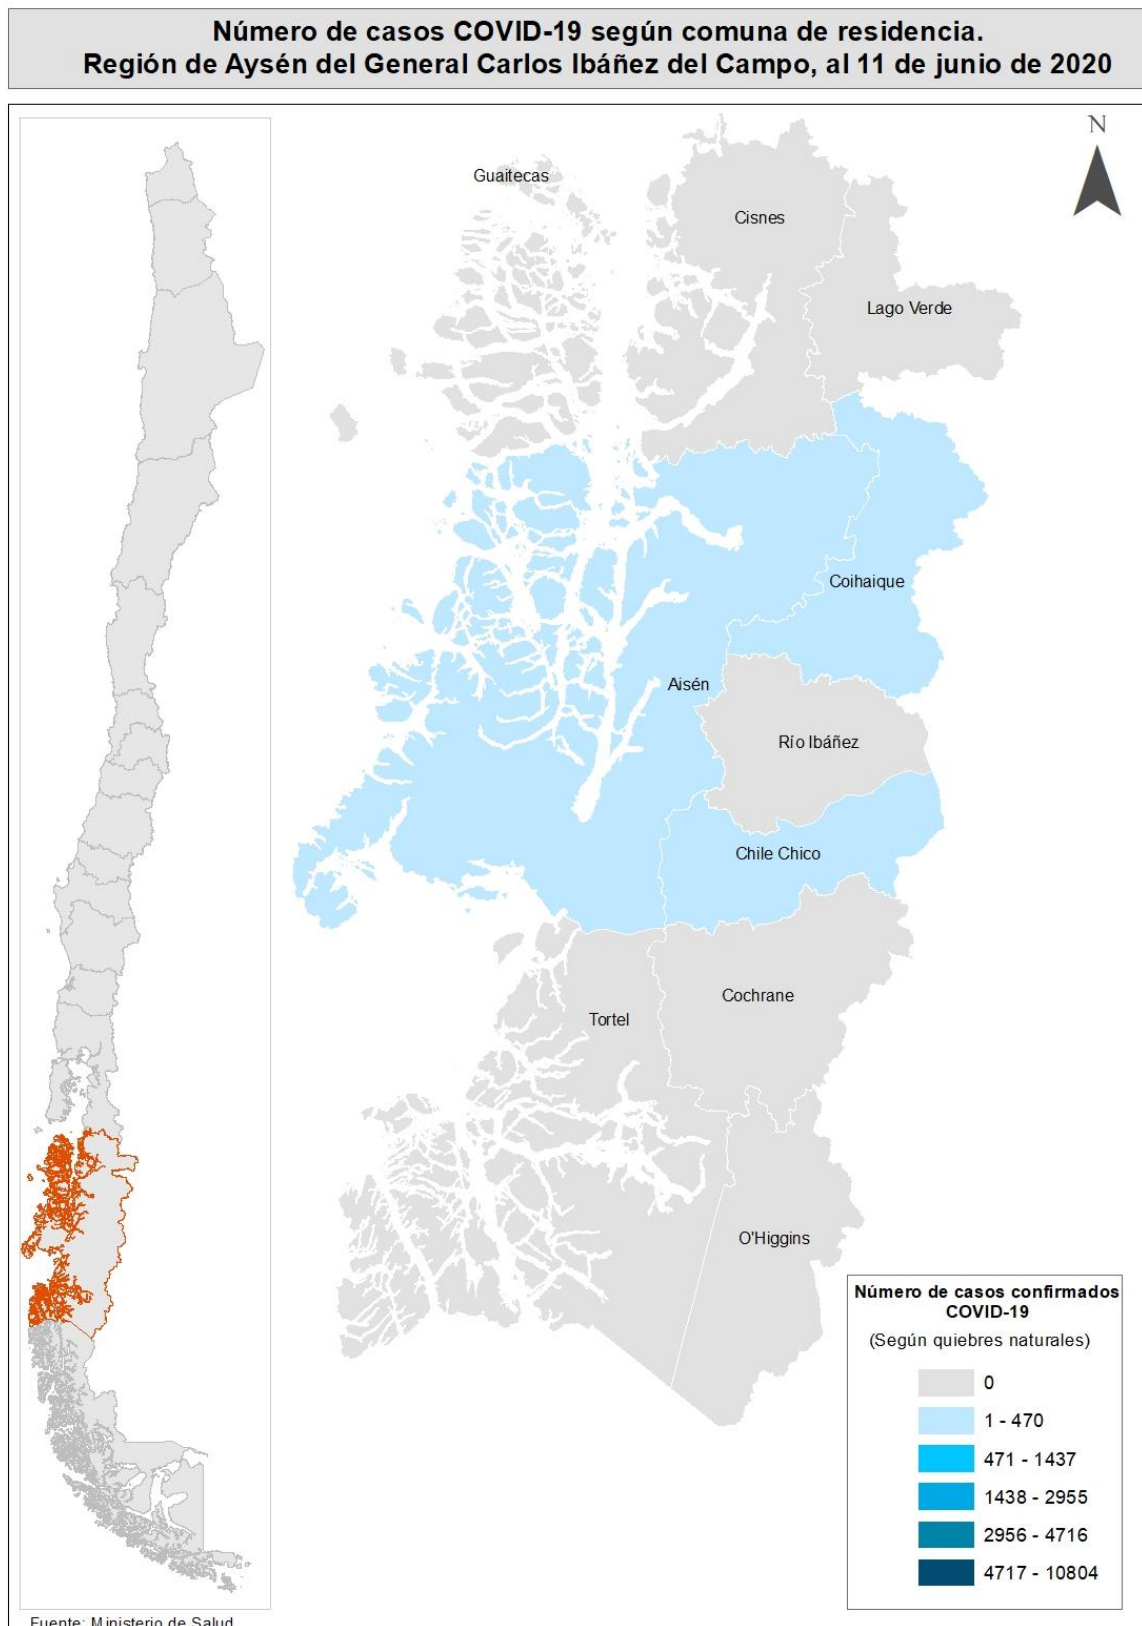 Número de casos COVID-19 según comuna de residencia.
Región de Aysén del General Carlos Ibáñez del Campo, al 11 de junio de 2020
N
Guaitecas
Cisnes
Lago Verde
Coihaique
Aisén
Río Ibáñez
Chile Chico
Cochrane
Tortel
O'Higgins
Número de casos confirmados
COVID-19
(Según quiebres naturales)
0
1 - 470
471 - 1437
1438 - 2955
2956 - 4716
4717 - 10804
Fuente: Ministerio de Salud